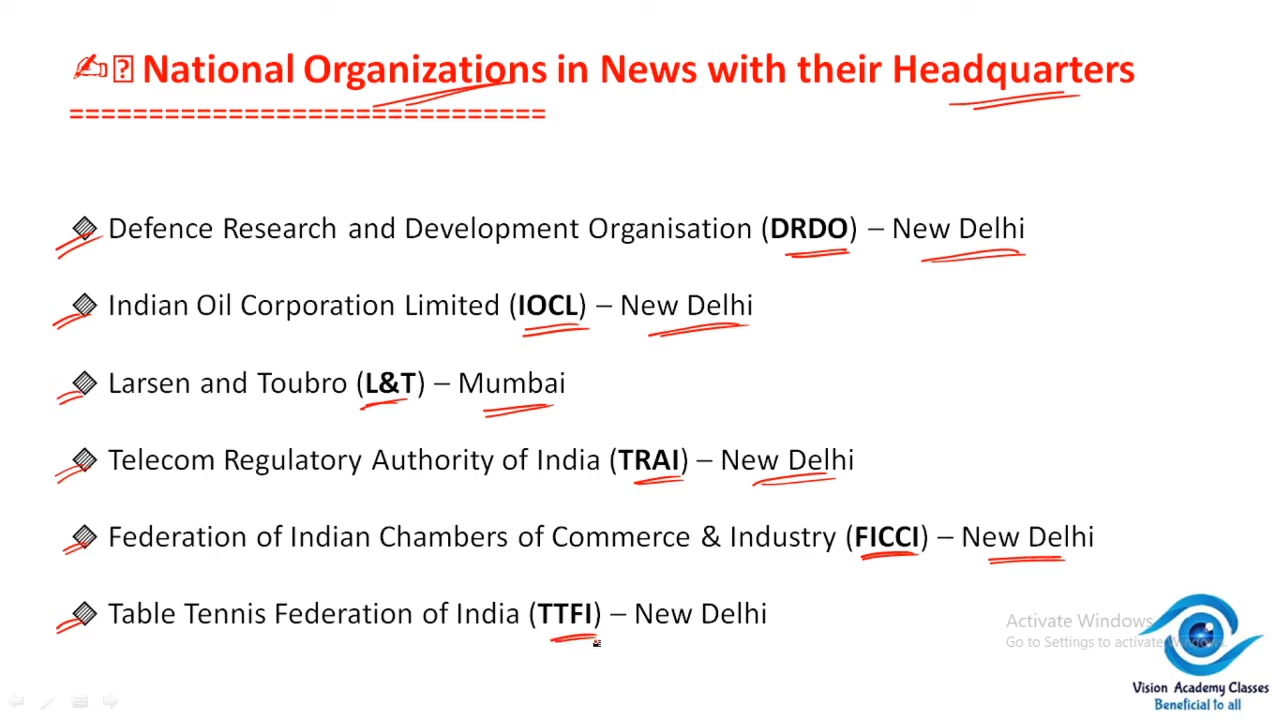 ✍️ National Organizations in News with their Headquarters
==============================
Defence Research and Development Organisation (DRDO) – New Delhi
Indian Oil Corporation Limited (IOCL) – New Delhi
Larsen and Toubro (L&T) – Mumbai
Telecom Regulatory Authority of India (TRAI) – New Delhi
Federation of Indian Chambers of Commerce & Industry (FICCI) – New Delhi
Table Tennis Federation of India (TTFI) – New Delhi
Activate Windows
Go to Settings to activate Windows.
Vision Academy Classes
Beneficial to all